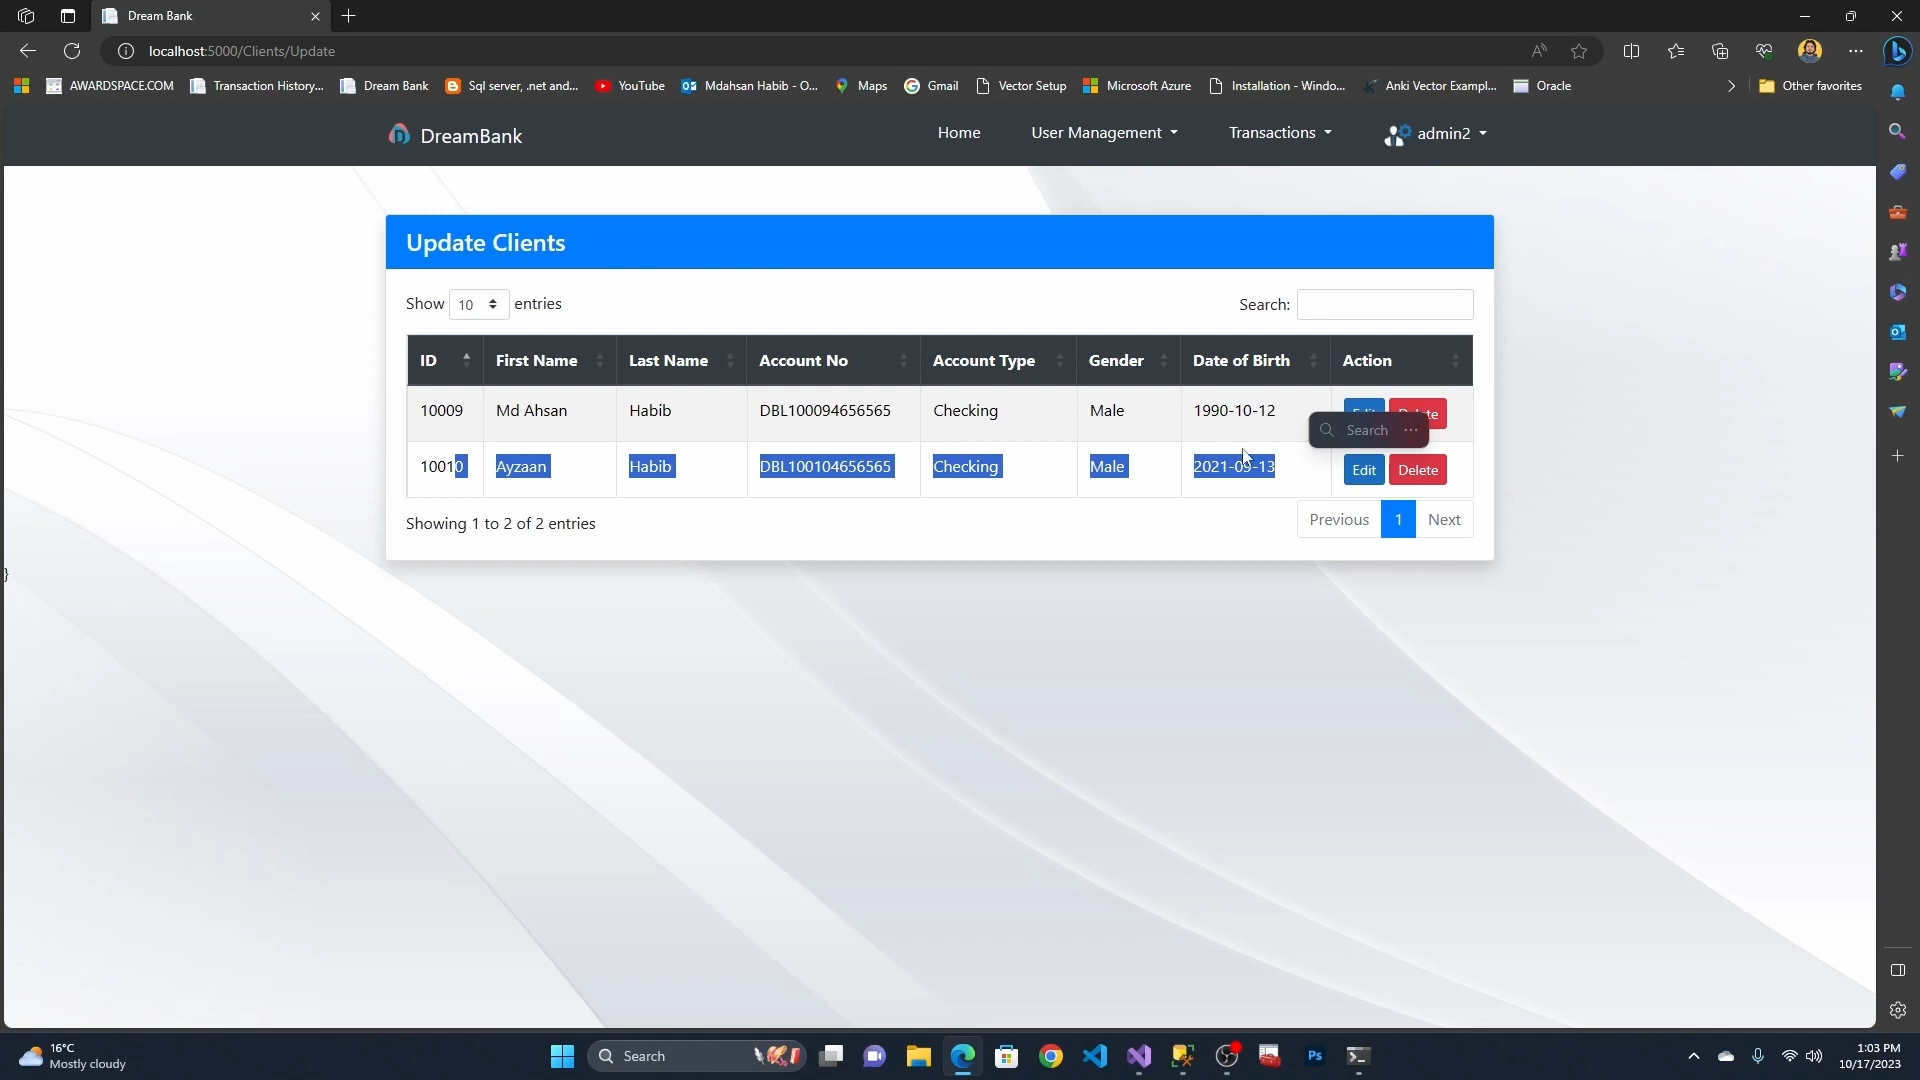 Dream Bank
localhost:5000/Clients/Update
AWARDSPACE.COM Transaction History... Dream Bank Sql server, .net and... YouTube Mdahsan Habib - O... Maps Gmail Vector Setup Microsoft Azure Installation - Windo... Anki Vector Exampl... Oracle Other favorites
DreamBank Home User Management Transactions admin2
Update Clients
Show 10 entries Search:
ID First Name Last Name Account No Account Type Gender Date of Birth Action
10009 Md Ahsan Habib DBL100094656565 Checking Male 1990-10-12
Search ...
10010 Ayzaan Habib DBL100104656565 Checking Male 2021-09-13 Edit Delete
Showing 1 to 2 of 2 entries Previous 1 Next
}
16°C
Mostly cloudy
Search
Ps
1:03 PM
10/17/2023